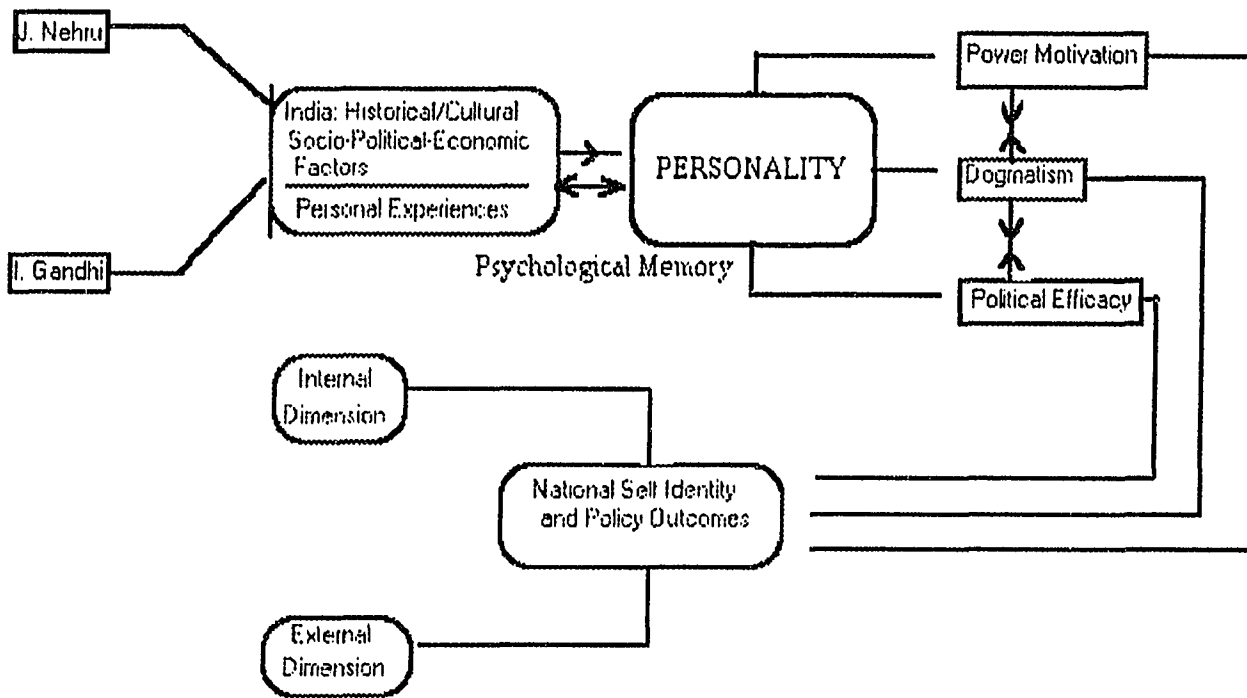 J. Nehru
I. Gandhi
India: Historical/Cultural
Socio-Political-Economic
Factors
Personal Experiences
PERSONALITY
Psychological Memory
Power Motivation
Dogmatism
Political Efficacy
Internal
Dimension
National Self Identity
and Policy Outcomes
External
Dimension